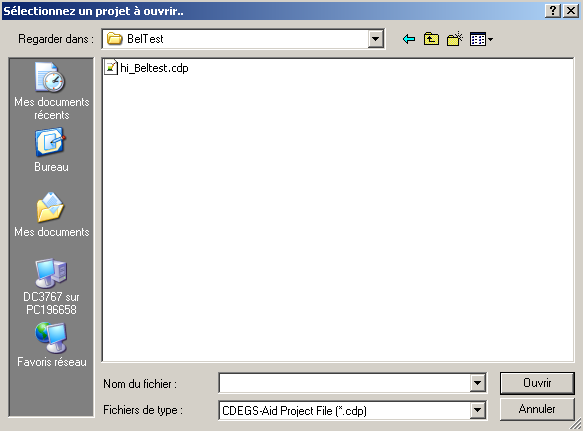 Sélectionnez un projet à ouvrir..
Regarder dans : BelTest
hi_Beltest.cdp
Mes documents
récents
Bureau
Mes documents
DC3767 sur
PC196658
Favoris réseau
Nom du fichier : Ouvrir
Fichiers de type : CDEGS-Aid Project File (*.cdp) Annuler